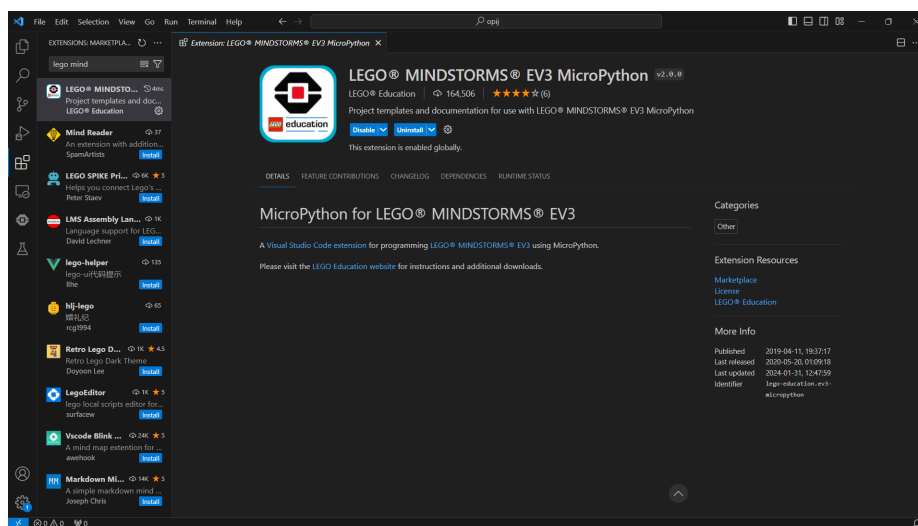 File Edit Selection View Go Run Terminal Help
opij
EXTENSIONS: MARKETPLA...
lego mind
LEGO® MINDSTO... 4ms
Project templates and doc...
LEGO® Education
Mind Reader 37
An extension with addition...
SpamArtists Install
LEGO SPIKE Pri... 6K ★ 5
Helps you connect Lego's ...
Peter Staev Install
LMS Assembly Lan... 1K
Language support for LEG...
David Lechner Install
lego-helper 135
lego-ui代码提示
Install
hlj-lego 65
rcg1994 Install
Retro Lego D... 1K ★ 4.5
Retro Lego Dark Theme
Doyoon Lee Install
LegoEditor 1K ★ 5
lego local scripts editor for...
surfacew Install
Vscode Blink ... 24K ★ 5
A mind map extention for ...
awehook Install
Markdown Mi... 14K ★ 5
A simple markdown mind ...
Joseph Chris Install
Extension: LEGO® MINDSTORMS® EV3 MicroPython
LEGO education
LEGO® MINDSTORMS® EV3 MicroPython v2.0.0
LEGO® Education 164,506 ★★★★☆(6)
Project templates and documentation for use with LEGO® MINDSTORMS® EV3 MicroPython
Disable Uninstall
This extension is enabled globally.
DETAILS FEATURE CONTRIBUTIONS CHANGELOG DEPENDENCIES RUNTIME STATUS
MicroPython for LEGO® MINDSTORMS® EV3
A Visual Studio Code extension for programming LEGO® MINDSTORMS® EV3 using MicroPython.
Please visit the LEGO Education website for instructions and additional downloads.
Categories
Other
Extension Resources
Marketplace
License
LEGO® Education
More Info
Published 2019-04-11, 19:37:17
Last released 2020-05-20, 01:09:18
Last updated 2024-01-31, 12:47:59
Identifier lego-education.ev3-
micropython
1
0 0 0